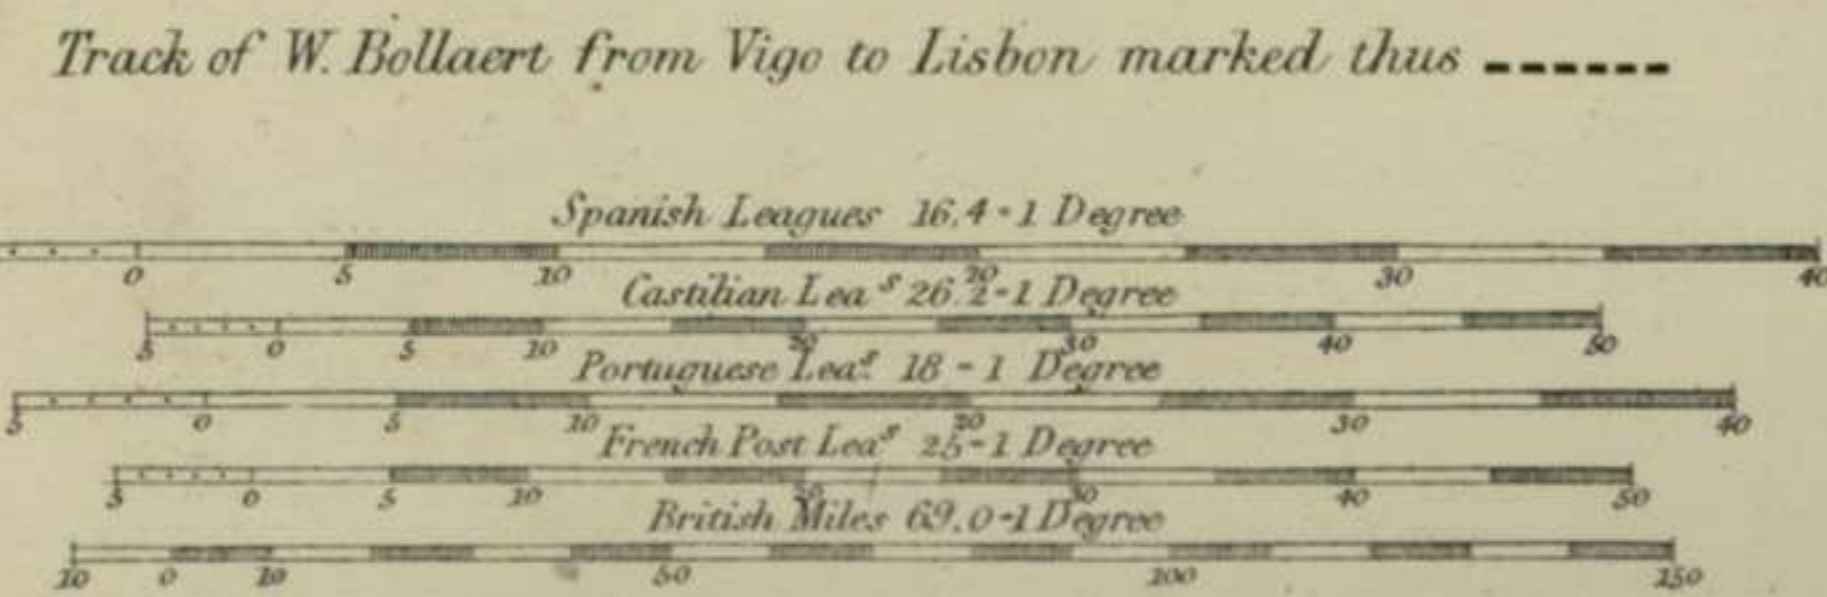 Track of W. Bollaert from Vigo to Lisbon marked thus
Spanish Leagues 16.4-1 Degree
0 5 10 20 30 40
Castilian Leas 26.2-1 Degree
5 0 5 10 20 30 40 50
Portuguese Leas. 18-1 Degree
5 0 5 10 20 30 40
French Post Leas 25-1 Degree
5 0 5 10 20 30 40 50
British Miles 69.0-1 Degree
10 0 10 50 100 150